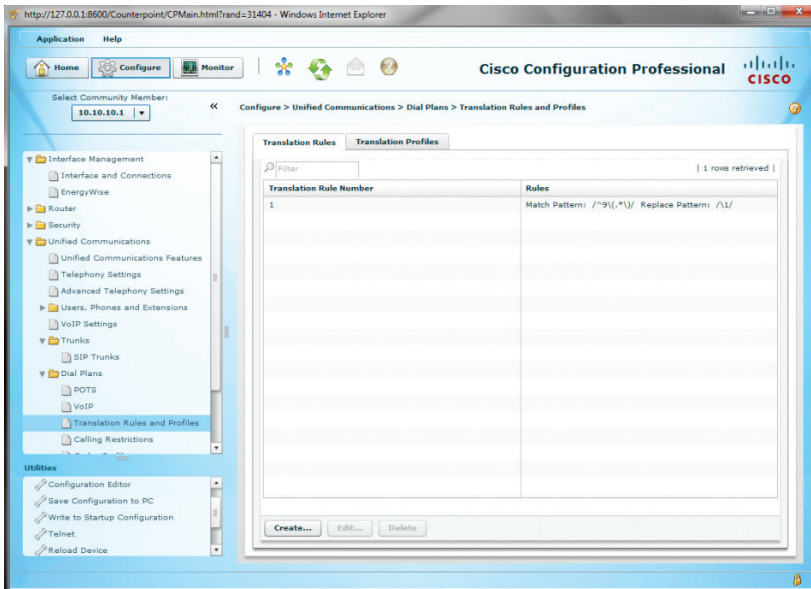 http://127.0.0.1:8600/Counterpoint/CPMain.html?rand=31404 - Windows Internet Explorer
Application Help
Home Configure Monitor Cisco Configuration Professional CISCO
Select Community Member:
10.10.10.1
« Configure > Unified Communications > Dial Plans > Translation Rules and Profiles
Interface Management
Interface and Connections
EnergyWise
Router
Security
Unified Communications
Unified Communications Features
Telephony Settings
Advanced Telephony Settings
Users, Phones and Extensions
VoIP Settings
Trunks
SIP Trunks
Dial Plans
POTS
VoIP
Translation Rules and Profiles
Calling Restrictions
Utilities
Configuration Editor
Save Configuration to PC
Write to Startup Configuration
Telnet
Reload Device
Translation Rules Translation Profiles
Filter | 1 rows retrieved |
Translation Rule Number Rules
1 Match Pattern: /^9\(.*\)/ Replace Pattern: /\1/
Create... Edit... Delete